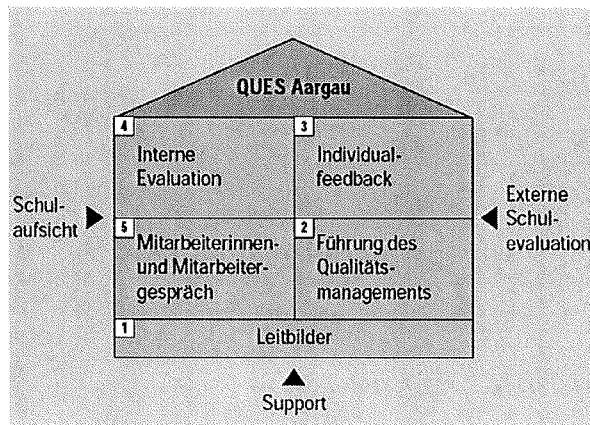 QUES Aargau
4
Interne
Evaluation
3
Individual-
feedback
Schul-
aufsicht
Externe
Schul-
evaluation
5
Mitarbeiterinnen-
und Mitarbeiter-
gespräch
2
Führung des
Qualitäts-
managements
1
Leitbilder
Support